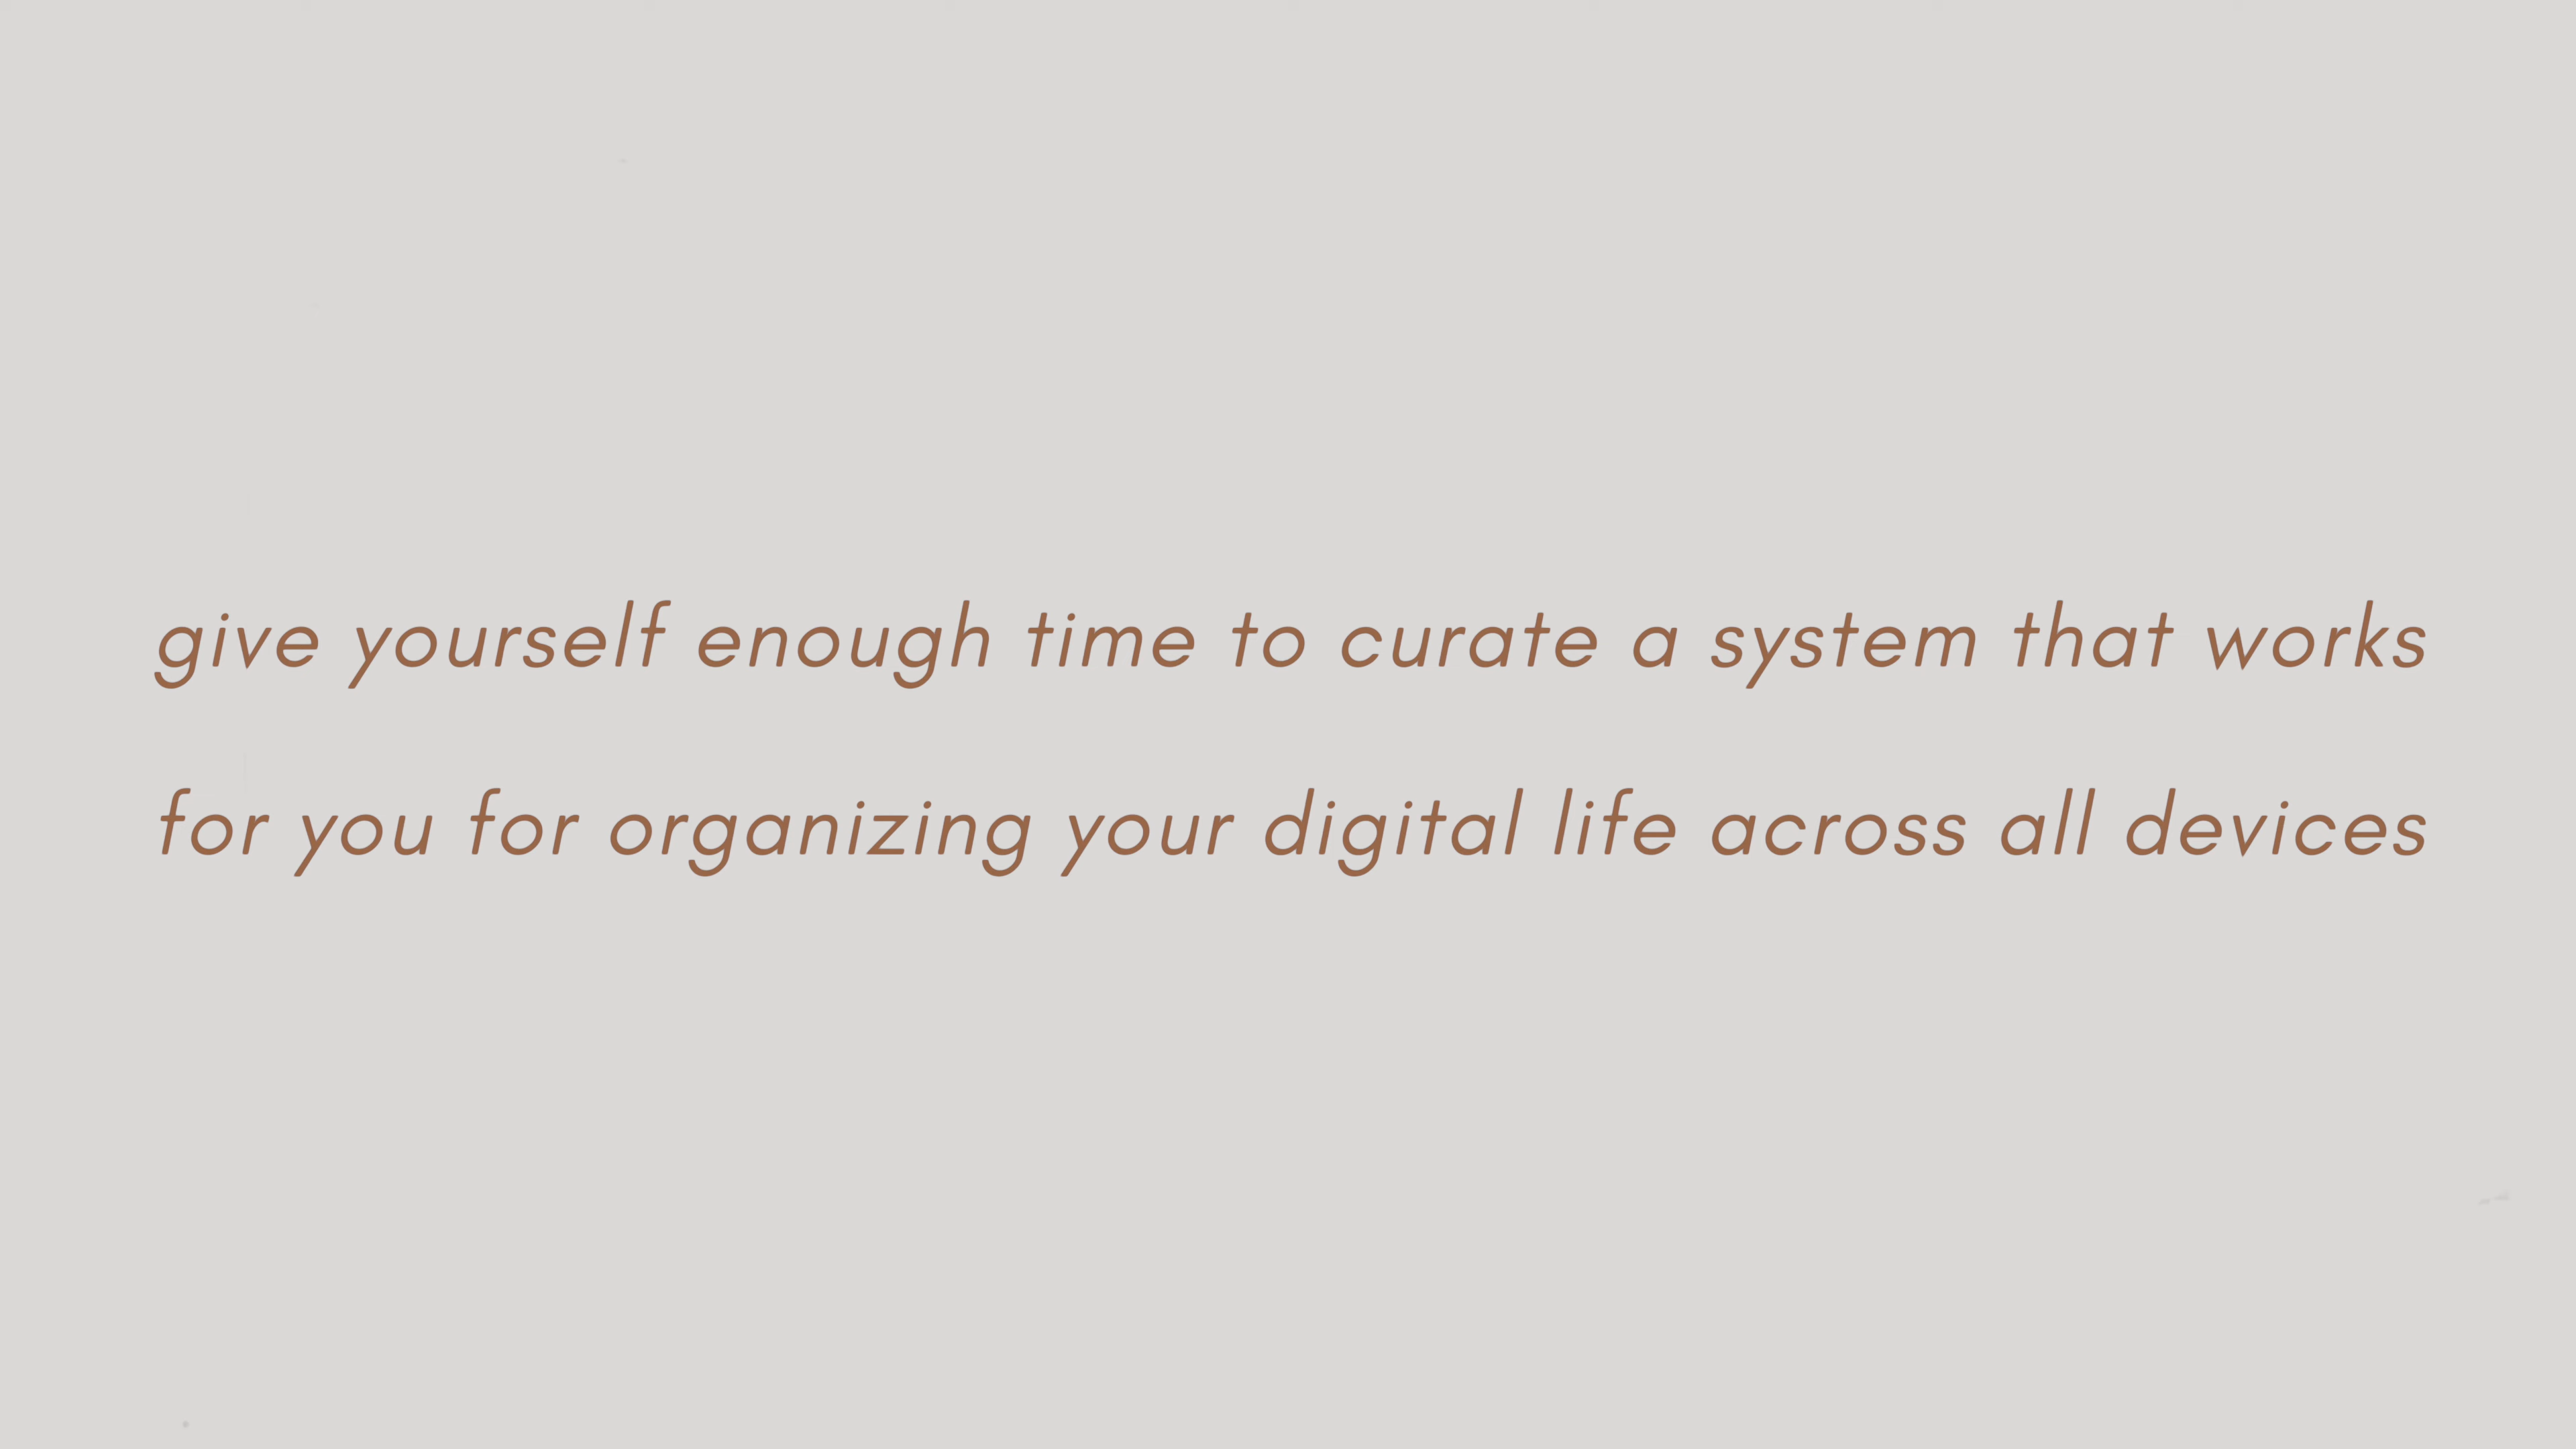 give yourself enough time to curate a system that works
for you for organizing your digital life across all devices